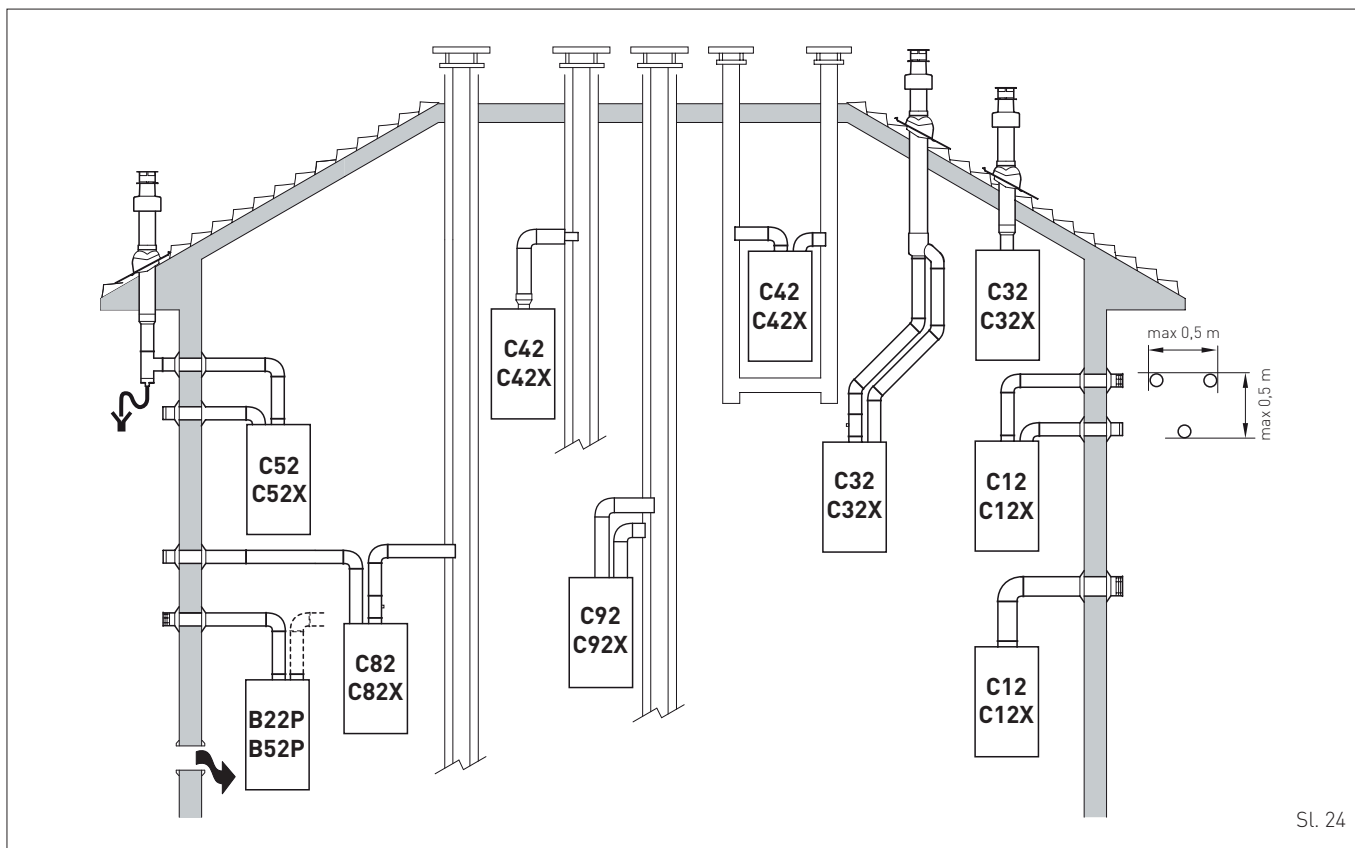 C42
C42X
C42
C42X
C32
C32X
max 0,5 m
max 0,5 m
C52
C52X
C32
C32X
C12
C12X
C82
C82X
C92
C92X
C12
C12X
B22P
B52P
Sl. 24